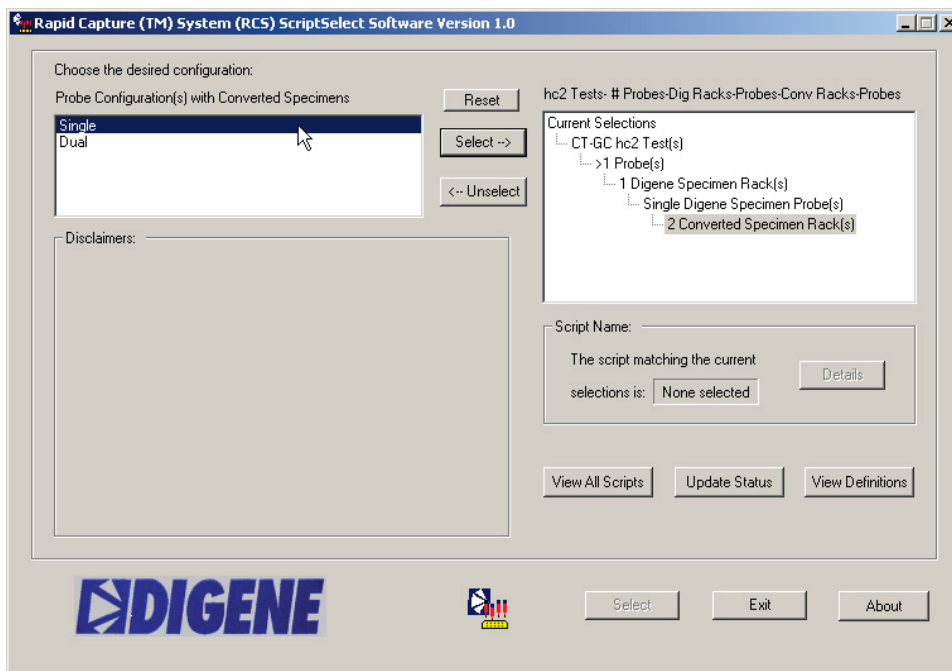 Rapid Capture (TM) System (RCS) ScriptSelect Software Version 1.0
Choose the desired configuration:
Probe Configuration(s) with Converted Specimens
Single
Dual
Reset
Select -->
<-- Unselect
hc2 Tests- # Probes-Dig Racks-Probes-Conv Racks-Probes
Current Selections
CT-GC hc2 Test(s)
>1 Probe(s)
1 Digene Specimen Rack(s)
Single Digene Specimen Probe(s)
2 Converted Specimen Rack(s)
Disclaimers:
Script Name:
The script matching the current
selections is: None selected
Details
View All Scripts
Update Status
View Definitions
DIGENE
Select
Exit
About